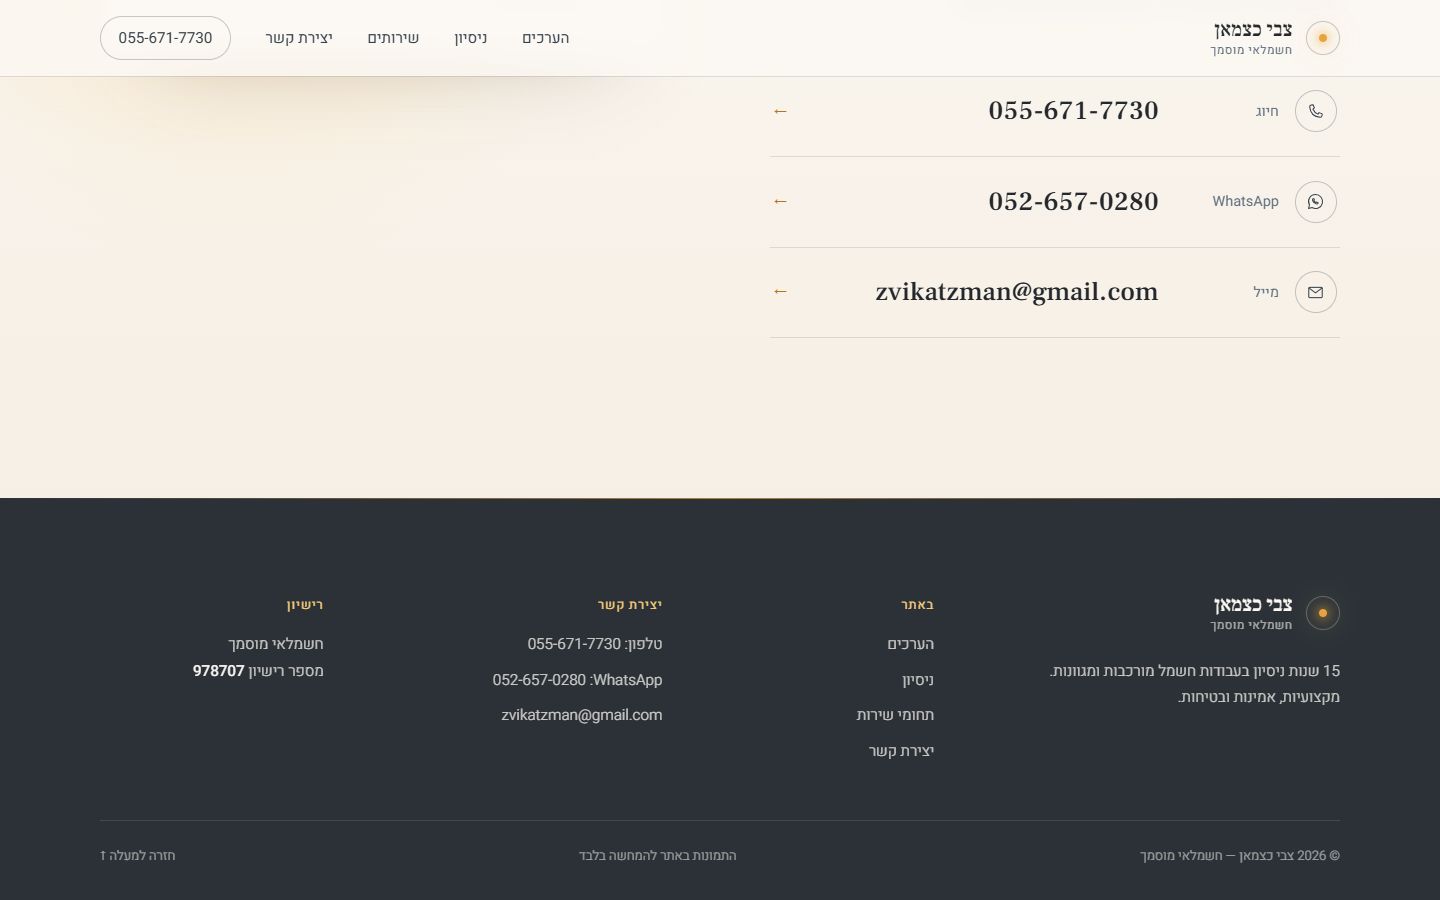 צבי כצמאן
חשמלאי מוסמך
הערכים
ניסיון
שירותים
יצירת קשר
055-671-7730
חיוג
055-671-7730
←
WhatsApp
052-657-0280
←
מייל
zvikatzman@gmail.com
←
צבי כצמאן
חשמלאי מוסמך
15 שנות ניסיון בעבודות חשמל מורכבות ומגוונות.
מקצועיות, אמינות ובטיחות.
באתר
הערכים
ניסיון
תחומי שירות
יצירת קשר
יצירת קשר
טלפון: 055-671-7730
WhatsApp: 052-657-0280
zvikatzman@gmail.com
רישיון
חשמלאי מוסמך
מספר רישיון 978707
© 2026 צבי כצמאן — חשמלאי מוסמך
התמונות באתר להמחשה בלבד
חזרה למעלה ↑